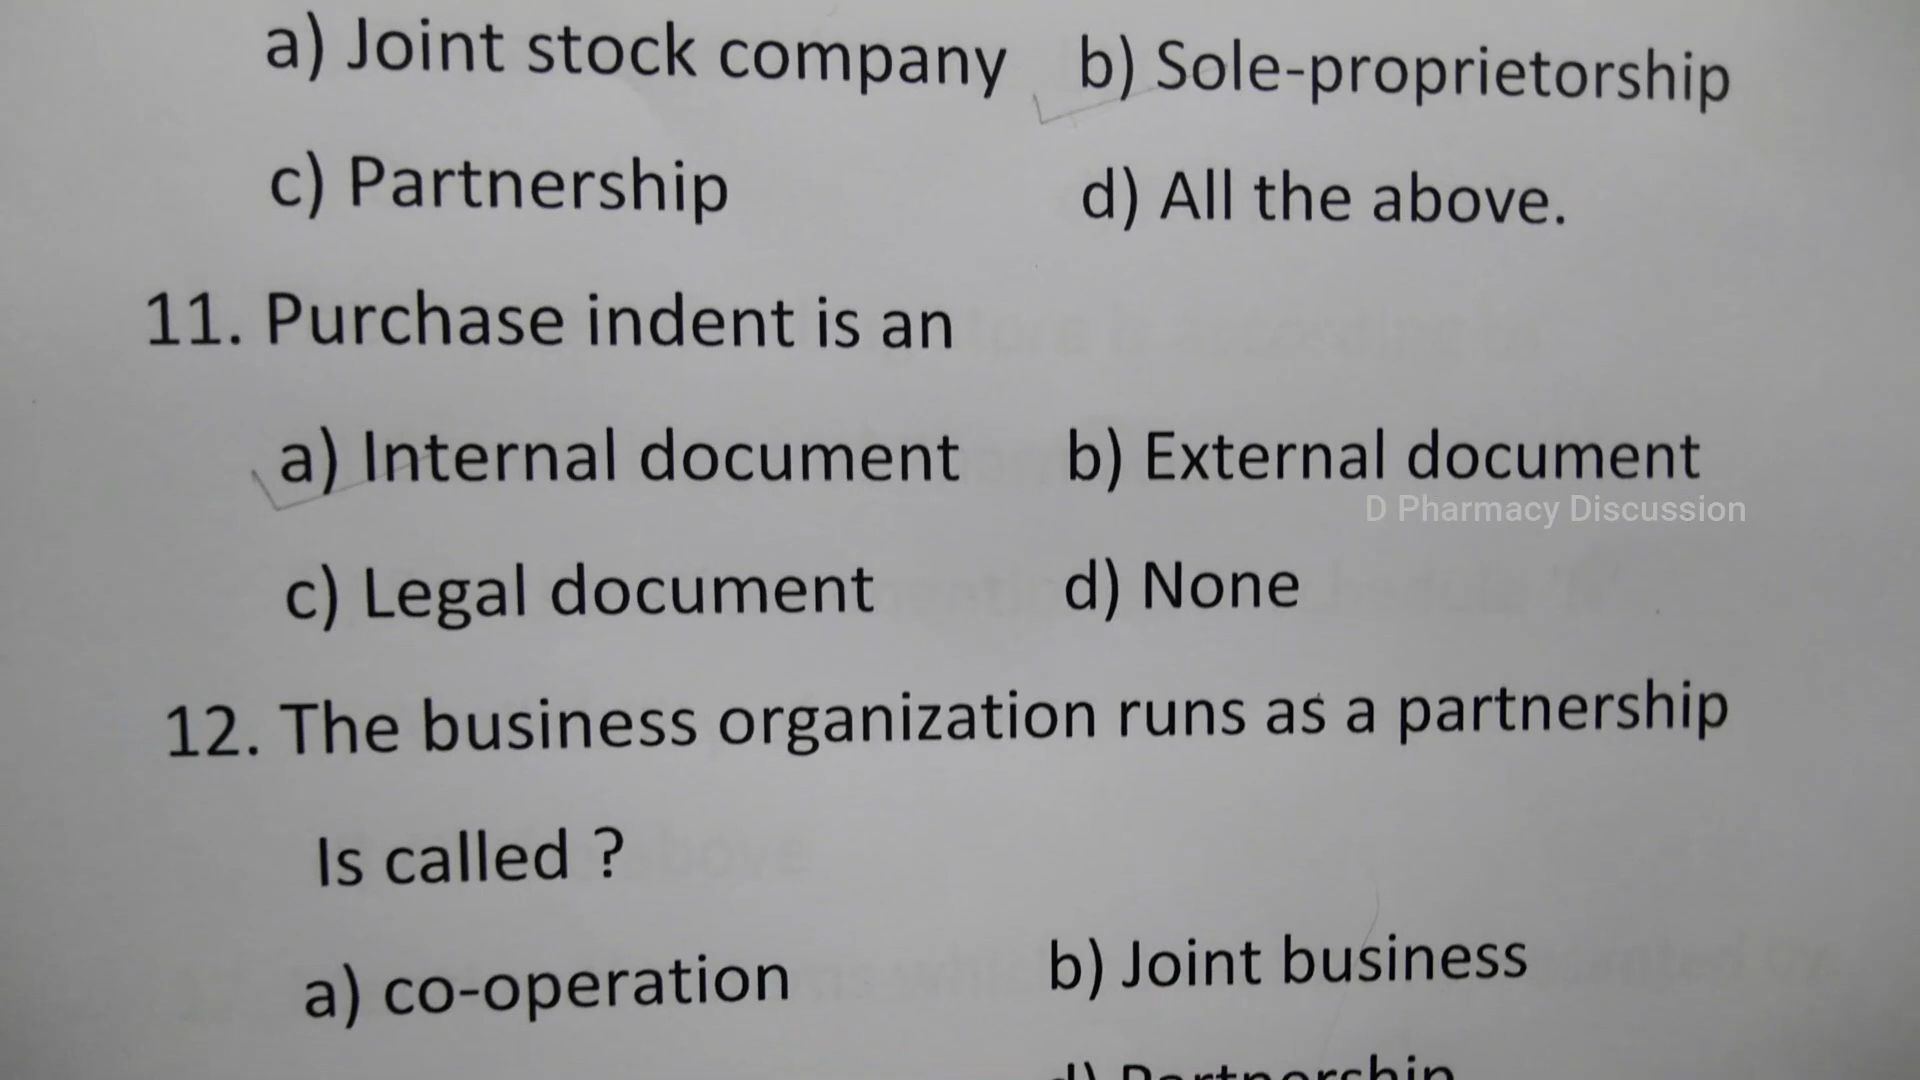 a) Joint stock company b) Sole-proprietorship
c) Partnership d) All the above.
11. Purchase indent is an
a) Internal document b) External document
D Pharmacy Discussion
c) Legal document d) None
12. The business organization runs as a partnership
Is called ?
a) co-operation b) Joint business
d) Partnership